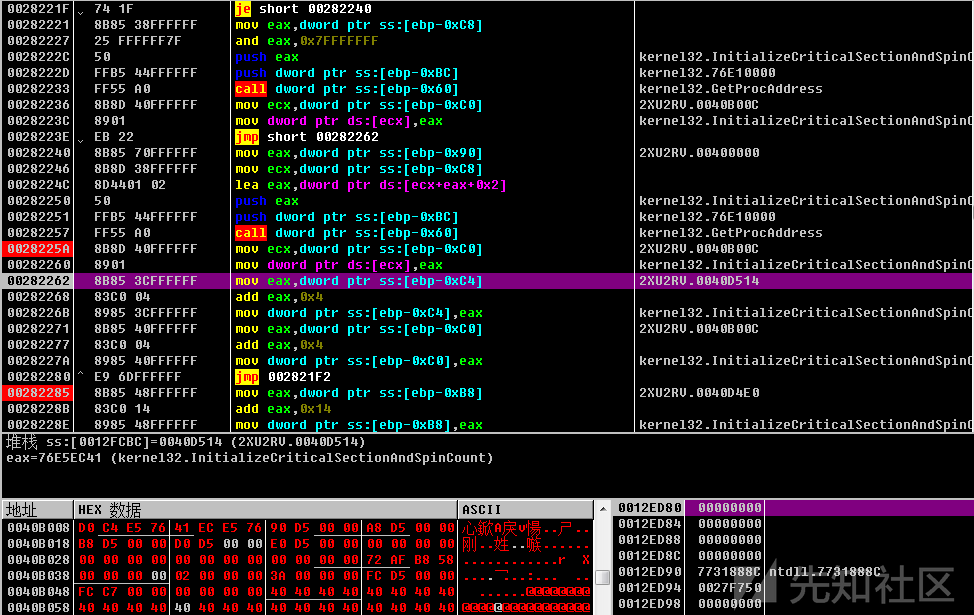 0028221F 74 1F je short 00282240
00282221 8B85 38FFFFFF mov eax,dword ptr ss:[ebp-0xC8]
00282227 25 FFFFFF7F and eax,0x7FFFFFFF
0028222C 50 push eax kernel32.InitializeCriticalSectionAndSpinC
0028222D FFB5 44FFFFFF push dword ptr ss:[ebp-0xBC] kernel32.76E10000
00282233 FF55 A0 call dword ptr ss:[ebp-0x60] kernel32.GetProcAddress
00282236 8B8D 40FFFFFF mov ecx,dword ptr ss:[ebp-0xC0] 2XU2RV.0040B00C
0028223C 8901 mov dword ptr ds:[ecx],eax kernel32.InitializeCriticalSectionAndSpinC
0028223E EB 22 jmp short 00282262
00282240 8B85 70FFFFFF mov eax,dword ptr ss:[ebp-0x90] 2XU2RV.00400000
00282246 8B8D 38FFFFFF mov ecx,dword ptr ss:[ebp-0xC8]
0028224C 8D4401 02 lea eax,dword ptr ds:[ecx+eax+0x2]
00282250 50 push eax kernel32.InitializeCriticalSectionAndSpinC
00282251 FFB5 44FFFFFF push dword ptr ss:[ebp-0xBC] kernel32.76E10000
00282257 FF55 A0 call dword ptr ss:[ebp-0x60] kernel32.GetProcAddress
0028225A 8B8D 40FFFFFF mov ecx,dword ptr ss:[ebp-0xC0] 2XU2RV.0040B00C
00282260 8901 mov dword ptr ds:[ecx],eax kernel32.InitializeCriticalSectionAndSpinC
00282262 8B85 3CFFFFFF mov eax,dword ptr ss:[ebp-0xC4] 2XU2RV.0040D514
00282268 83C0 04 add eax,0x4 kernel32.InitializeCriticalSectionAndSpinC
0028226B 8985 3CFFFFFF mov dword ptr ss:[ebp-0xC4],eax kernel32.InitializeCriticalSectionAndSpinC
00282271 8B85 40FFFFFF mov eax,dword ptr ss:[ebp-0xC0] 2XU2RV.0040B00C
00282277 83C0 04 add eax,0x4 kernel32.InitializeCriticalSectionAndSpinC
0028227A 8985 40FFFFFF mov dword ptr ss:[ebp-0xC0],eax kernel32.InitializeCriticalSectionAndSpinC
00282280 E9 6DFFFFFF jmp 002821F2
00282285 8B85 48FFFFFF mov eax,dword ptr ss:[ebp-0xB8] 2XU2RV.0040D4E0
0028228B 83C0 14 add eax,0x14 kernel32.InitializeCriticalSectionAndSpinC
0028228E 8985 48FFFFFF mov dword ptr ss:[ebp-0xB8],eax kernel32.InitializeCriticalSectionAndSpinC
堆栈 ss:[0012FCBC]=0040D514 (2XU2RV.0040D514)
eax=76E5EC41 (kernel32.InitializeCriticalSectionAndSpinCount)
地址 HEX 数据 ASCII
0040B008 D0 C4 E5 76 41 EC E5 76 90 D5 00 00 A8 D5 00 00
0040B018 B8 D5 00 00 D0 D5 00 00 E0 D5 00 00 00 00 00 00
0040B028 00 00 00 00 00 00 00 00 00 00 00 00 72 AF B8 58
0040B038 00 00 00 00 02 00 00 00 3A 00 00 00 FC D5 00 00
0040B048 FC C7 00 00 00 00 00 00 40 40 40 40 40 40 40 40
0040B058 40 40 40 40 40 40 40 40 40 40 40 40 40 40 40 40
0012ED80 00000000
0012ED84 00000000
0012ED88 00000000
0012ED8C 00000000
0012ED90 7731888C ntdll.7731888C
0012ED94 0027F750
0012ED98 00000000
先知社区